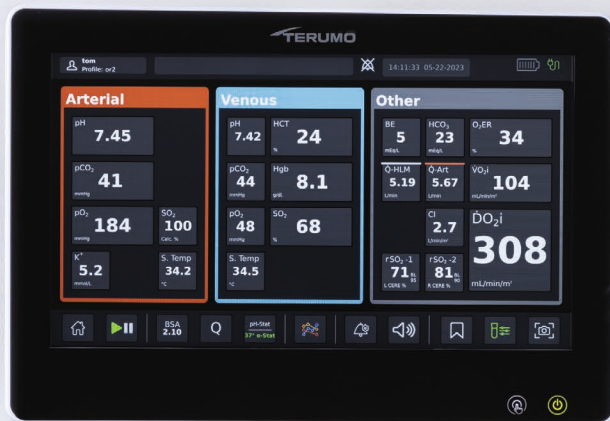 TERUMO
tom
Profile: or2
14:11:33 05-22-2023
Arterial
pH
7.45
pCO₂
41
mmHg
pO₂
184
mmHg
SO₂
100
Calc. %
K⁺
5.2
mmol/L
S. Temp
34.2
°C
Venous
pH
7.42
HCT
24
%
pCO₂
44
mmHg
Hgb
8.1
g/dL
pO₂
48
mmHg
SO₂
68
%
S. Temp
34.5
°C
Other
BE
5
mEq/L
HCO₃
23
mEq/L
O₂ER
34
%
Q̇-HLM
5.19
L/min
Q̇-Art
5.67
L/min
V̇O₂i
104
mL/min/m²
CI
2.7
L/min/m²
ḊO₂i
308
mL/min/m²
rSO₂ -1
71 BL
L CERE %
rSO₂ -2
81 BL
R CERE %
BSA
2.10
Q
pH-Stat
37° α-Stat